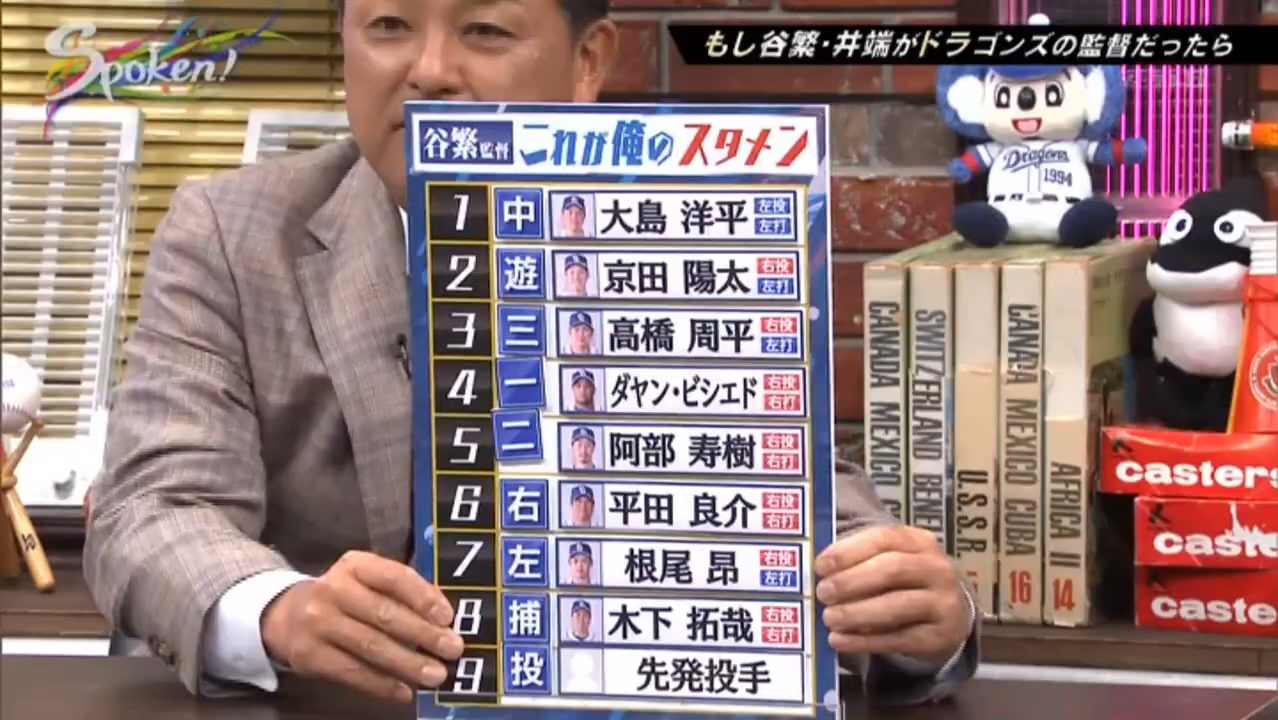 Spoken!
もし谷繁・井端がドラゴンズの監督だったら
谷繁監督 これが俺のスタメン
1 中 大島 洋平 左投 左打
2 遊 京田 陽太 右投 左打
3 三 高橋 周平 右投 左打
4 一 ダヤン・ビシエド 右投 右打
5 二 阿部 寿樹 右投 右打
6 右 平田 良介 右投 右打
7 左 根尾 昂 右投 左打
8 捕 木下 拓哉 右投 右打
9 投 先発投手
Dragons
1994
CANADA MEXICO
SWITZERLAND
U.S.S.R.
CANADA MEXICO CUBA
16
AFRICA II
14
casters
caste
caste